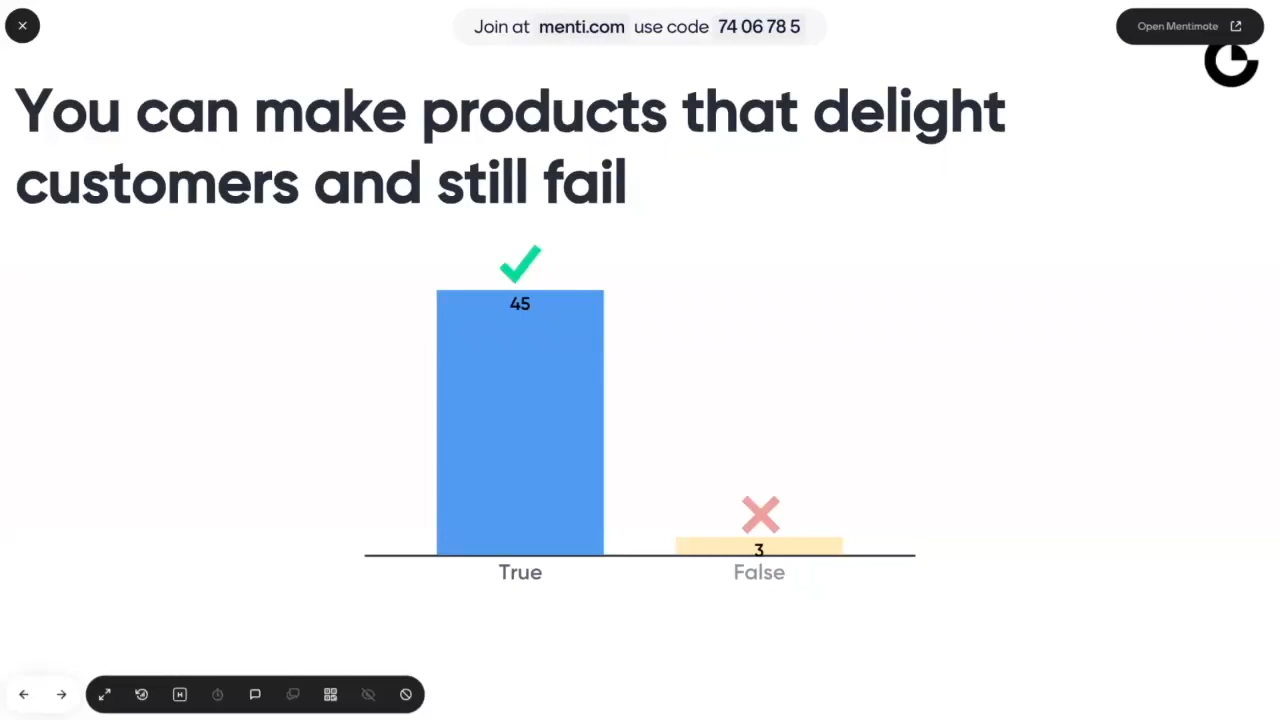 Join at menti.com use code 74 06 78 5
Open Mentimote
You can make products that delight
customers and still fail
45
3
True
False
H